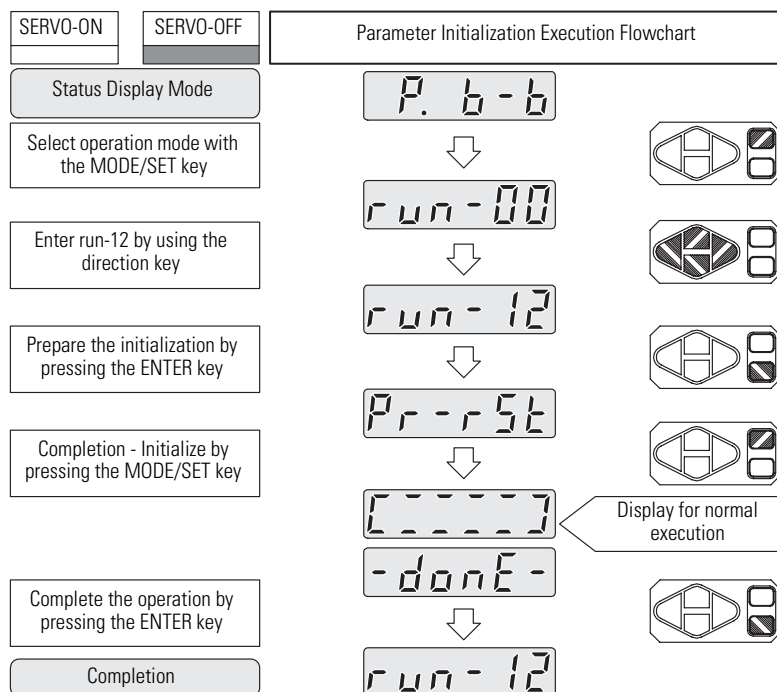 SERVO-ON
SERVO-OFF
Parameter Initialization Execution Flowchart
Status Display Mode
P. b-b
Select operation mode with
the MODE/SET key
run-00
Enter run-12 by using the
direction key
run-12
Prepare the initialization by
pressing the ENTER key
Pr-rSt
Completion - Initialize by
pressing the MODE/SET key
Display for normal
execution
-donE-
Complete the operation by
pressing the ENTER key
Completion
run-12